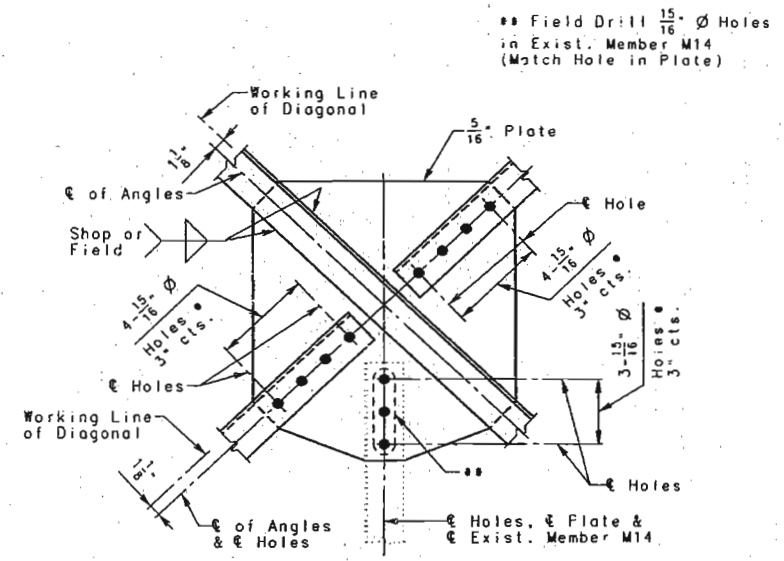 ** Field Drill 15/16" Ø Holes
in Exist. Member M14
(Match Hole in Plate)
Working Line
of Diagonal
5/16" Plate
1 1/8"
℄ of Angles
℄ Hole
Shop or
Field
4-15/16 Ø
Holes @
3" cts.
4-15/16 Ø
Holes @
3" cts.
3-15/16 Ø
Holes @
3" cts.
℄ Holes
Working Line
of Diagonal
1 1/8"
**
℄ Holes
℄ of Angles
& ℄ Holes
℄ Holes, ℄ Plate &
℄ Exist. Member M14